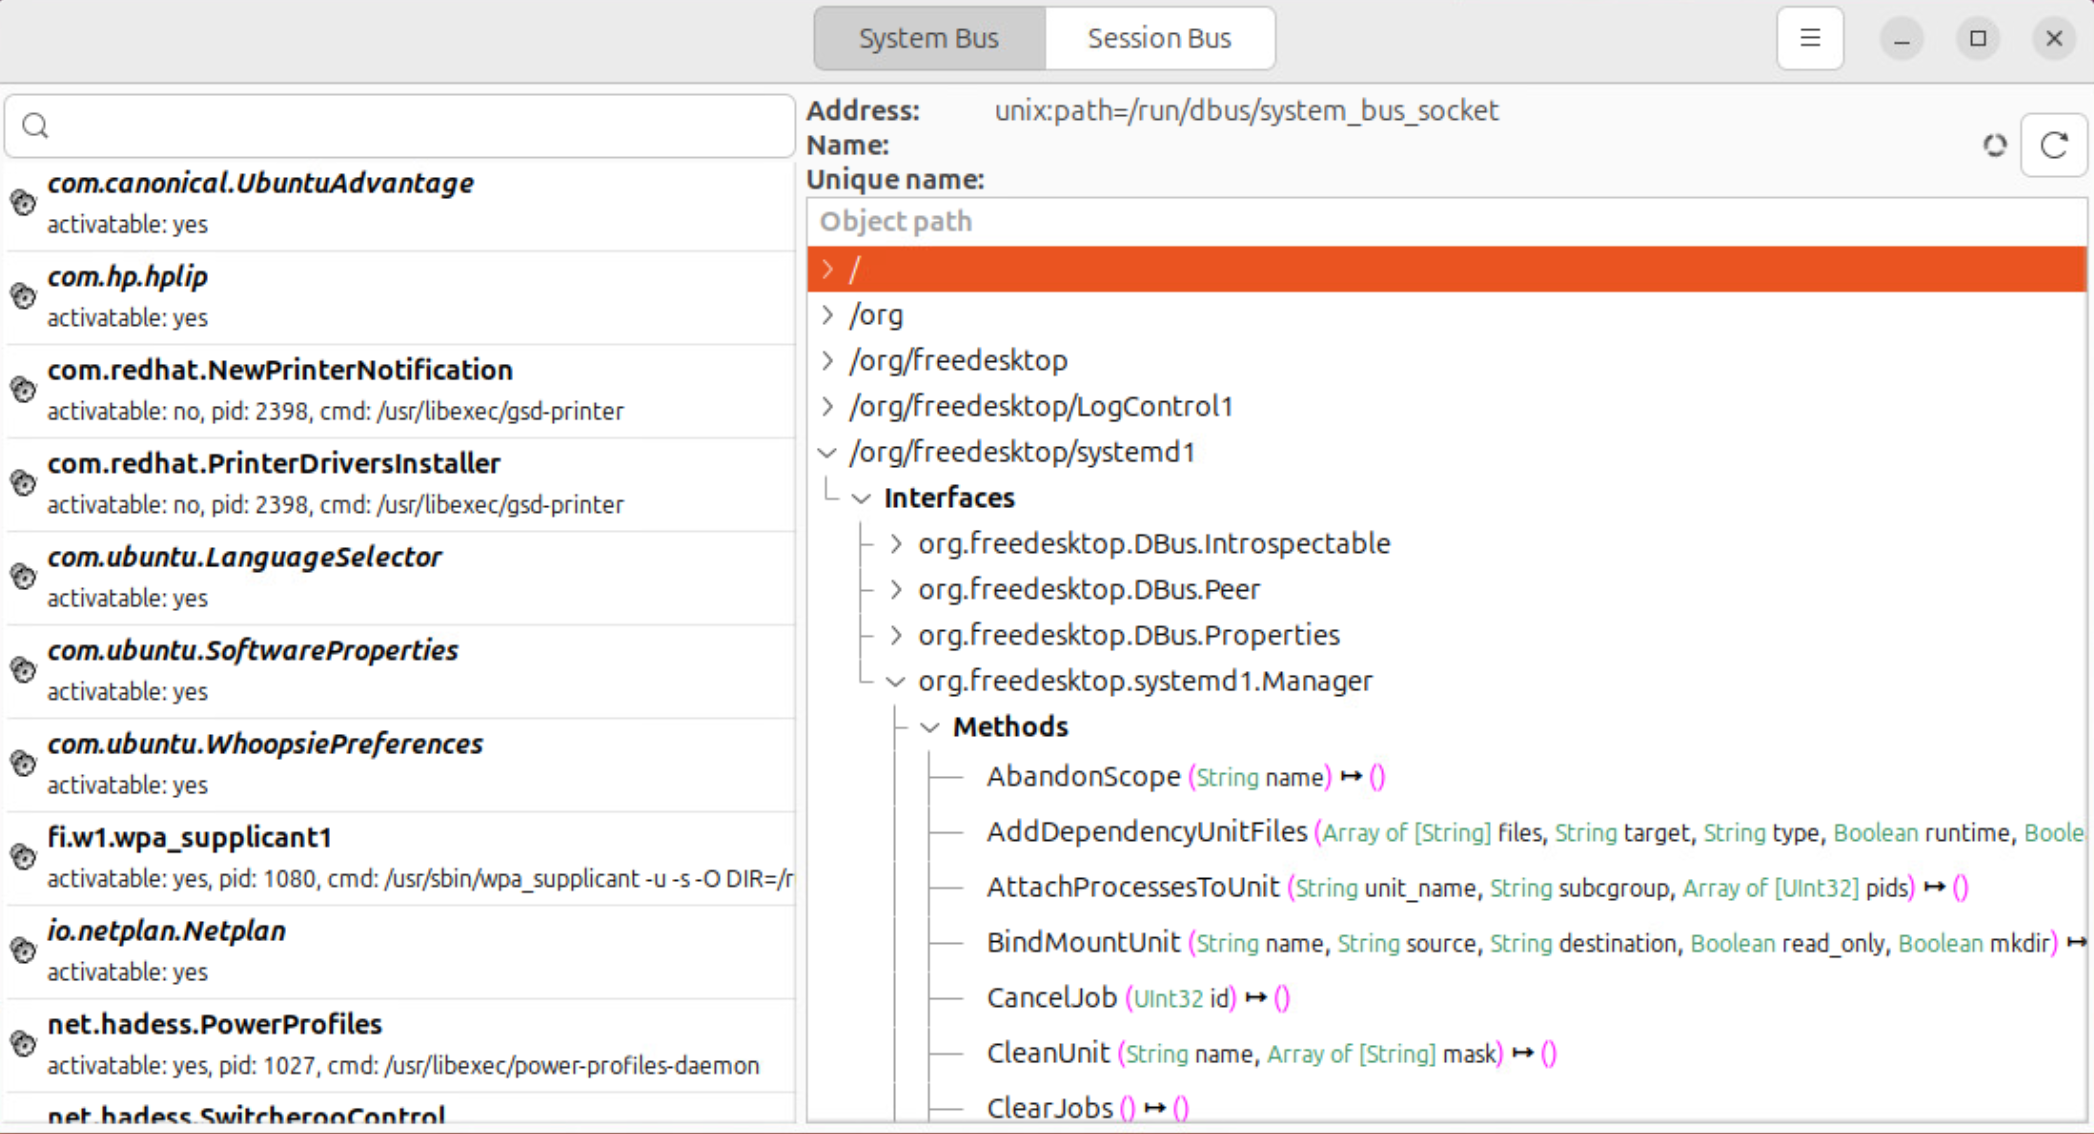 System Bus
Session Bus
com.canonical.UbuntuAdvantage
activatable: yes
com.hp.hplip
activatable: yes
com.redhat.NewPrinterNotification
activatable: no, pid: 2398, cmd: /usr/libexec/gsd-printer
com.redhat.PrinterDriversInstaller
activatable: no, pid: 2398, cmd: /usr/libexec/gsd-printer
com.ubuntu.LanguageSelector
activatable: yes
com.ubuntu.SoftwareProperties
activatable: yes
com.ubuntu.WhoopsiePreferences
activatable: yes
fi.w1.wpa_supplicant1
activatable: yes, pid: 1080, cmd: /usr/sbin/wpa_supplicant -u -s -O DIR=/r
io.netplan.Netplan
activatable: yes
net.hadess.PowerProfiles
activatable: yes, pid: 1027, cmd: /usr/libexec/power-profiles-daemon
net.hadess.SwitcherooControl
Address: unix:path=/run/dbus/system_bus_socket
Name:
Unique name:
Object path
/
/org
/org/freedesktop
/org/freedesktop/LogControl1
/org/freedesktop/systemd1
Interfaces
org.freedesktop.DBus.Introspectable
org.freedesktop.DBus.Peer
org.freedesktop.DBus.Properties
org.freedesktop.systemd1.Manager
Methods
AbandonScope (String name) ↦ ()
AddDependencyUnitFiles (Array of [String] files, String target, String type, Boolean runtime, Boole
AttachProcessesToUnit (String unit_name, String subcgroup, Array of [UInt32] pids) ↦ ()
BindMountUnit (String name, String source, String destination, Boolean read_only, Boolean mkdir) ↦
CancelJob (UInt32 id) ↦ ()
CleanUnit (String name, Array of [String] mask) ↦ ()
ClearJobs () ↦ ()